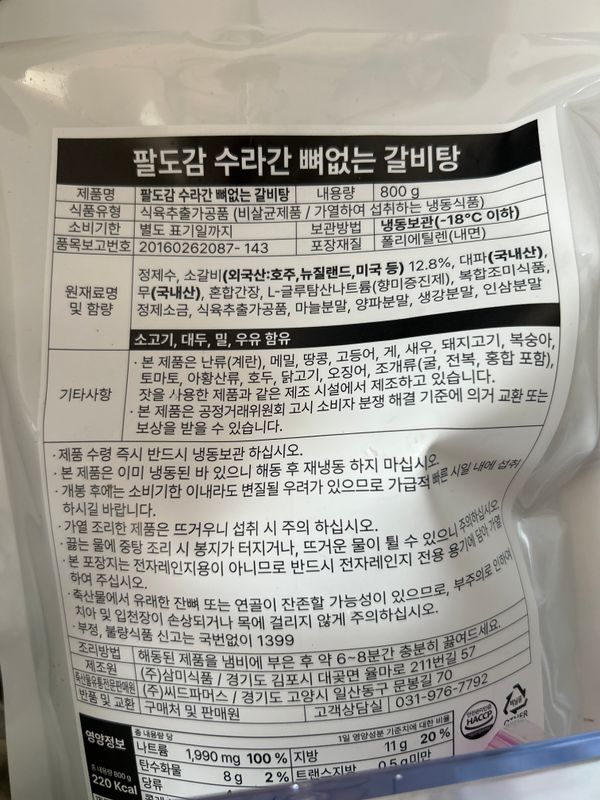 팔도감 수라간 뼈없는 갈비탕
제품명 팔도감 수라간 뼈없는 갈비탕 내용량 800 g
식품유형 식육추출가공품 (비살균제품 / 가열하여 섭취하는 냉동식품)
소비기한 별도 표기일까지 보관방법 냉동보관(-18°C 이하)
품목보고번호 20160262087- 143 포장재질 폴리에틸렌(내면)
원재료명 및 함량
정제수, 소갈비(외국산:호주,뉴질랜드,미국 등) 12.8%, 대파(국내산),
무(국내산), 혼합간장, L-글루탐산나트륨(향미증진제), 복합조미식품,
정제소금, 식육추출가공품, 마늘분말, 양파분말, 생강분말, 인삼분말
소고기, 대두, 밀, 우유 함유
기타사항
· 본 제품은 난류(계란), 메밀, 땅콩, 고등어, 게, 새우, 돼지고기, 복숭아,
토마토, 아황산류, 호두, 닭고기, 오징어, 조개류(굴, 전복, 홍합 포함),
잣을 사용한 제품과 같은 제조 시설에서 제조하고 있습니다.
· 본 제품은 공정거래위원회 고시 소비자 분쟁 해결 기준에 의거 교환 또는
보상을 받을 수 있습니다.
· 제품 수령 즉시 반드시 냉동보관 하십시오.
· 본 제품은 이미 냉동된 바 있으니 해동 후 재냉동 하지 마십시오.
· 개봉 후에는 소비기한 이내라도 변질될 우려가 있으므로 가급적 빠른 시일 내에 섭취
하시길 바랍니다.
· 가열 조리한 제품은 뜨거우니 섭취 시 주의 하십시오.
· 끓는 물에 중탕 조리 시 봉지가 터지거나, 뜨거운 물이 튈 수 있으니 주의하십시오.
· 본 포장지는 전자레인지용이 아니므로 반드시 전자레인지 전용 용기에 담아 가열
하여 주십시오.
· 축산물에서 유래한 잔뼈 또는 연골이 잔존할 가능성이 있으므로, 부주의로 인하여
치아 및 입천장이 손상되거나 목에 걸리지 않게 주의하십시오.
· 부정, 불량식품 신고는 국번없이 1399
조리방법 해동된 제품을 냄비에 부은 후 약 6~8분간 충분히 끓여드세요.
제조원 (주)삼미식품 / 경기도 김포시 대곶면 율마로 211번길 57
축산물유통전문판매원 (주)씨드파머스 / 경기도 고양시 일산동구 문봉길 70
반품 및 교환 구매처 및 판매원 고객상담실 031-976-7792
HACCP
OTHER
영양정보
총 내용량 800 g
220 Kcal
총 내용량 당 1일 영양성분 기준치에 대한 비율
나트륨 1,990 mg 100 % 지방 11 g 20 %
탄수화물 8 g 2 % 트랜스지방 0.5 g미만
당류